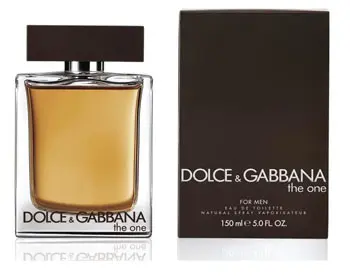 DOLCE & GABBANA
the one
DOLCE & GABBANA
the one
FOR MEN
EAU DE TOILETTE
NATURAL SPRAY VAPORISATEUR
150 ml ℮ 5.0 FL. OZ.